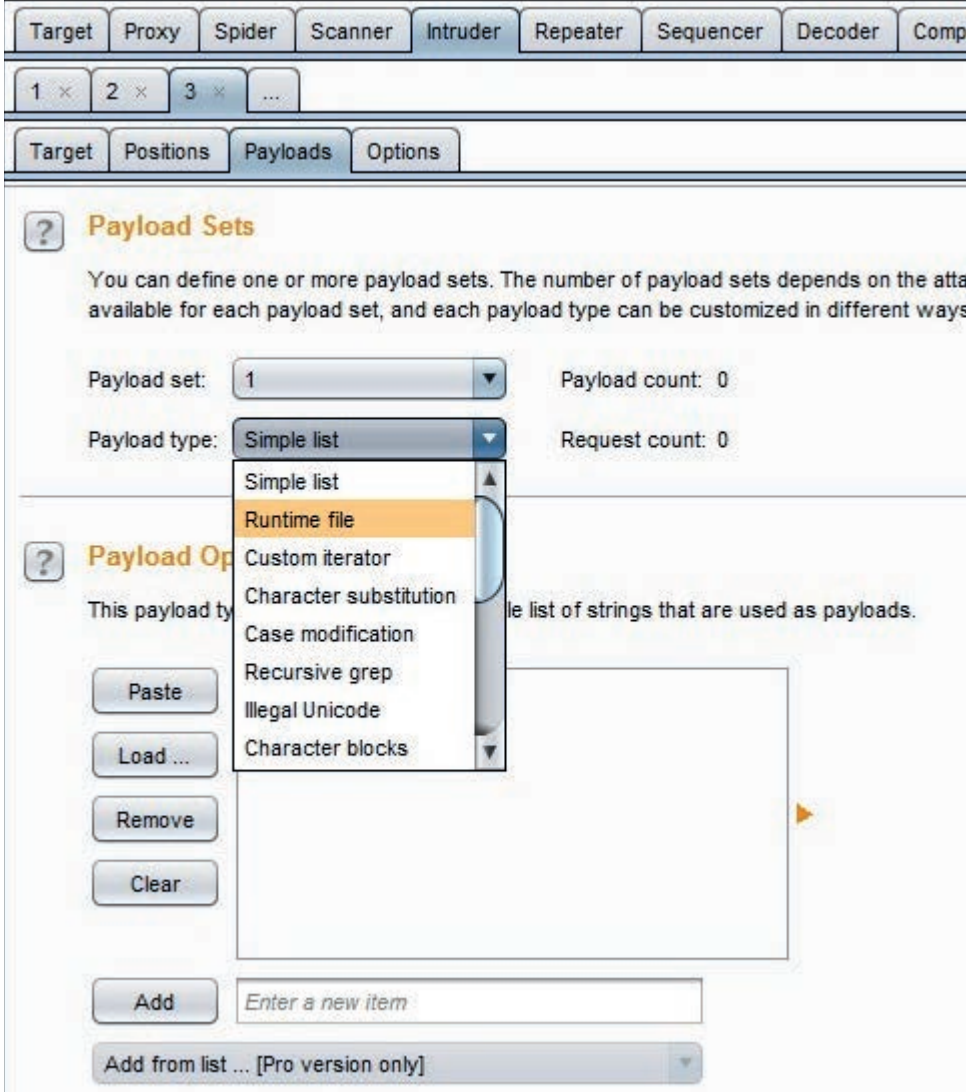 Target Proxy Spider Scanner Intruder Repeater Sequencer Decoder Comp
1 × 2 × 3 × ...
Target Positions Payloads Options
? Payload Sets
You can define one or more payload sets. The number of payload sets depends on the atta
available for each payload set, and each payload type can be customized in different ways
Payload set: 1 Payload count: 0
Payload type: Simple list Request count: 0
Simple list
Runtime file
Custom iterator
? Payload Op
Character substitution
This payload ty le list of strings that are used as payloads.
Case modification
Recursive grep
Paste
Illegal Unicode
Character blocks
Load ...
Remove
Clear
Add Enter a new item
Add from list ... [Pro version only]